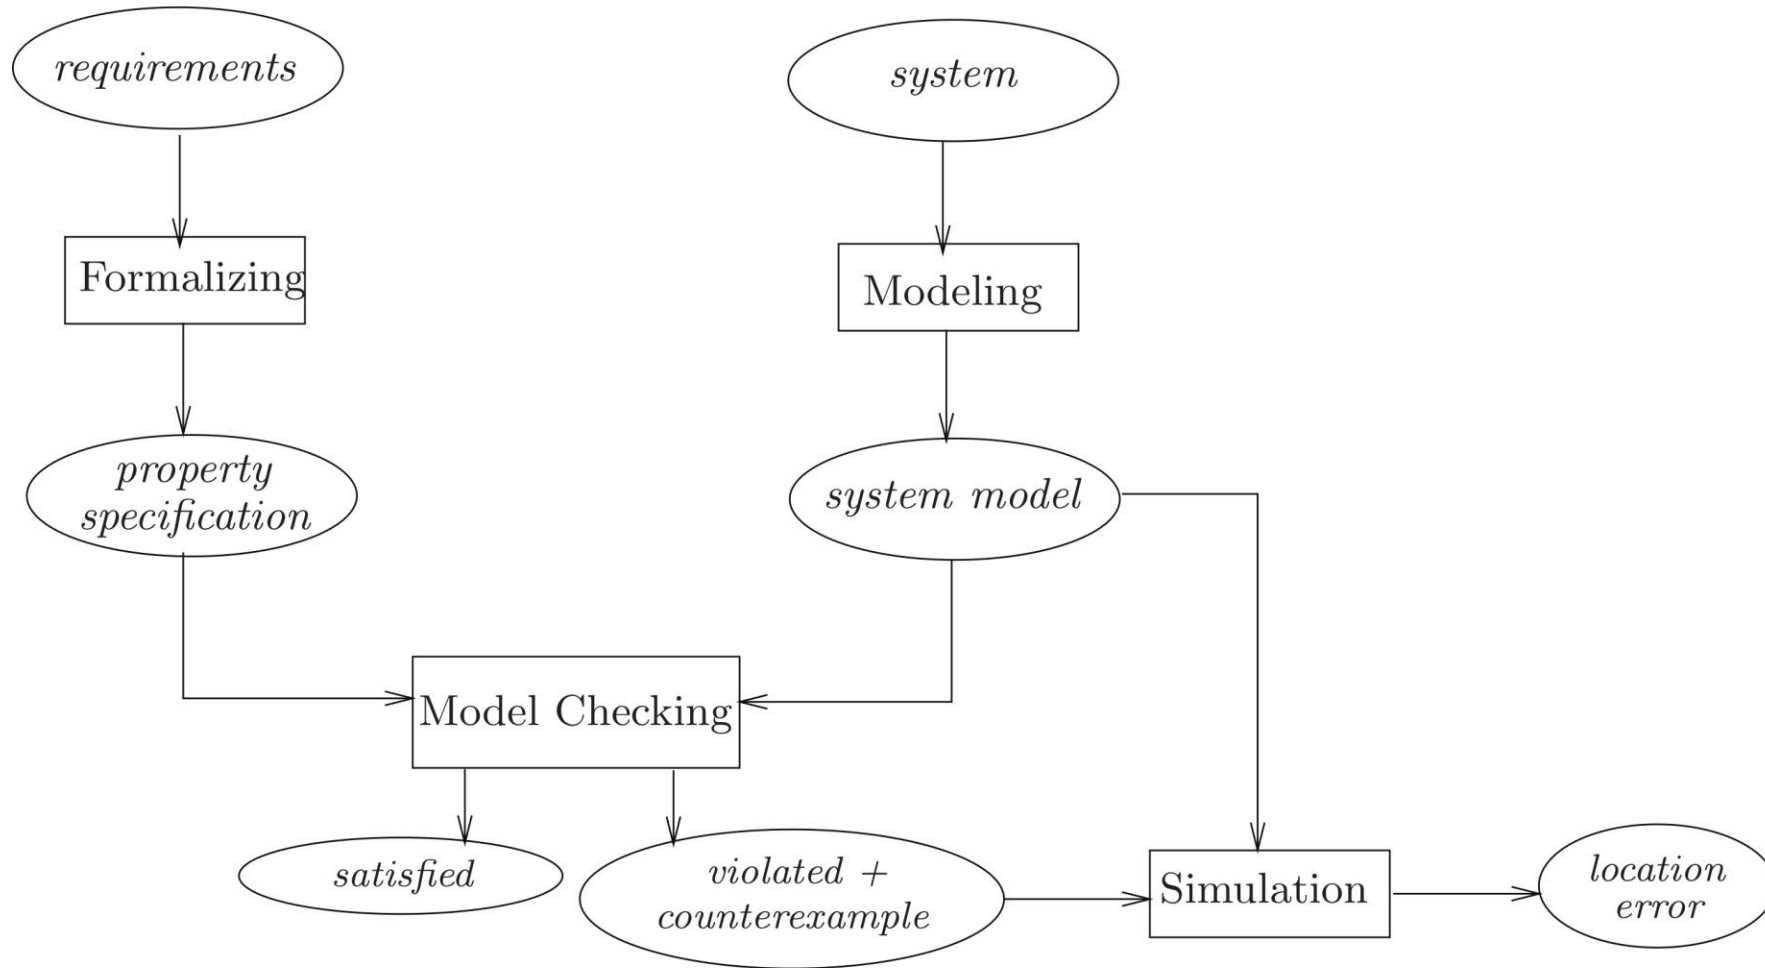 requirements
system
Formalizing
Modeling
property
specification
system model
Model Checking
satisfied
violated +
counterexample
Simulation
location
error